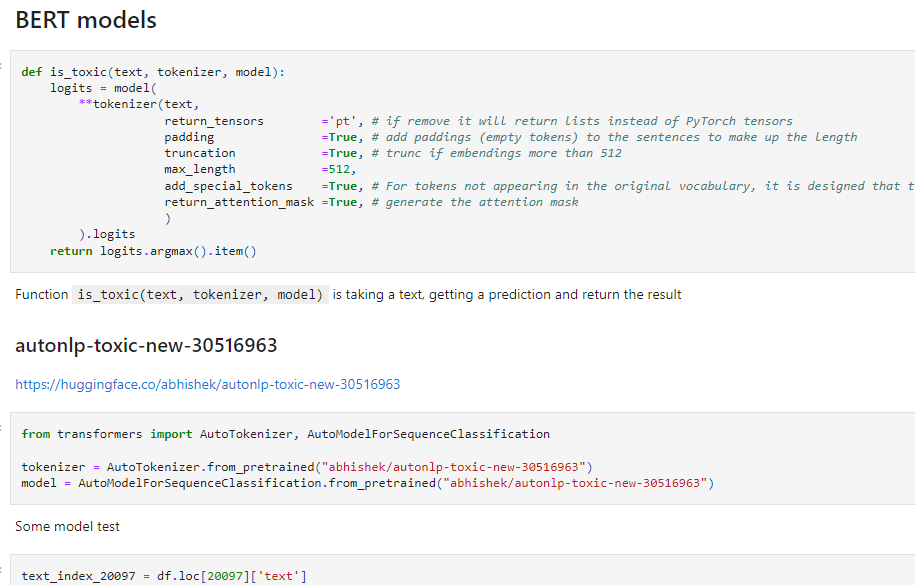 BERT models
def is_toxic(text, tokenizer, model):
    logits = model(
        **tokenizer(text,
                    return_tensors        ='pt', # if remove it will return lists instead of PyTorch tensors
                    padding               =True, # add paddings (empty tokens) to the sentences to make up the length
                    truncation            =True, # trunc if embendings more than 512
                    max_length            =512,
                    add_special_tokens    =True, # For tokens not appearing in the original vocabulary, it is designed that t
                    return_attention_mask =True, # generate the attention mask
                    )
        ).logits
    return logits.argmax().item()
Function is_toxic(text, tokenizer, model) is taking a text, getting a prediction and return the result
autonlp-toxic-new-30516963
https://huggingface.co/abhishek/autonlp-toxic-new-30516963
from transformers import AutoTokenizer, AutoModelForSequenceClassification
tokenizer = AutoTokenizer.from_pretrained("abhishek/autonlp-toxic-new-30516963")
model = AutoModelForSequenceClassification.from_pretrained("abhishek/autonlp-toxic-new-30516963")
Some model test
text_index_20097 = df.loc[20097]['text']